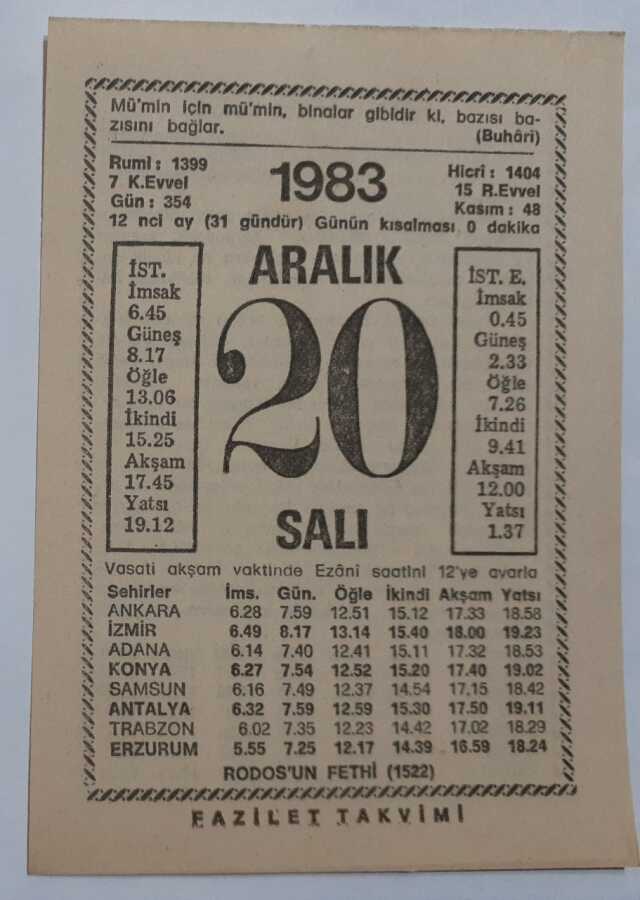 Mü'min için mü'min, binalar gibidir ki, bazısı ba-
zısını bağlar.
(Buhârî)
Rumî : 1399
7 K.Evvel
Gün : 354
1983
Hicrî : 1404
15 R.Evvel
Kasım : 48
12 nci ay (31 gündür) Günün kısalması 0 dakika
İST.
İmsak
6.45
Güneş
8.17
Öğle
13.06
İkindi
15.25
Akşam
17.45
Yatsı
19.12
ARALIK
20
SALI
İST. E.
İmsak
0.45
Güneş
2.33
Öğle
7.26
İkindi
9.41
Akşam
12.00
Yatsı
1.37
Vasati akşam vaktinde Ezânî saatini 12'ye ayarla
Şehirler İms. Gün. Öğle İkindi Akşam Yatsı
ANKARA 6.28 7.59 12.51 15.12 17.33 18.58
İZMİR 6.49 8.17 13.14 15.40 18.00 19.23
ADANA 6.14 7.40 12.41 15.11 17.32 18.53
KONYA 6.27 7.54 12.52 15.20 17.40 19.02
SAMSUN 6.16 7.49 12.37 14.54 17.15 18.42
ANTALYA 6.32 7.59 12.59 15.30 17.50 19.11
TRABZON 6.02 7.35 12.23 14.42 17.02 18.29
ERZURUM 5.55 7.25 12.17 14.39 16.59 18.24
RODOS'UN FETHİ (1522)
FAZİLET TAKVİMİ